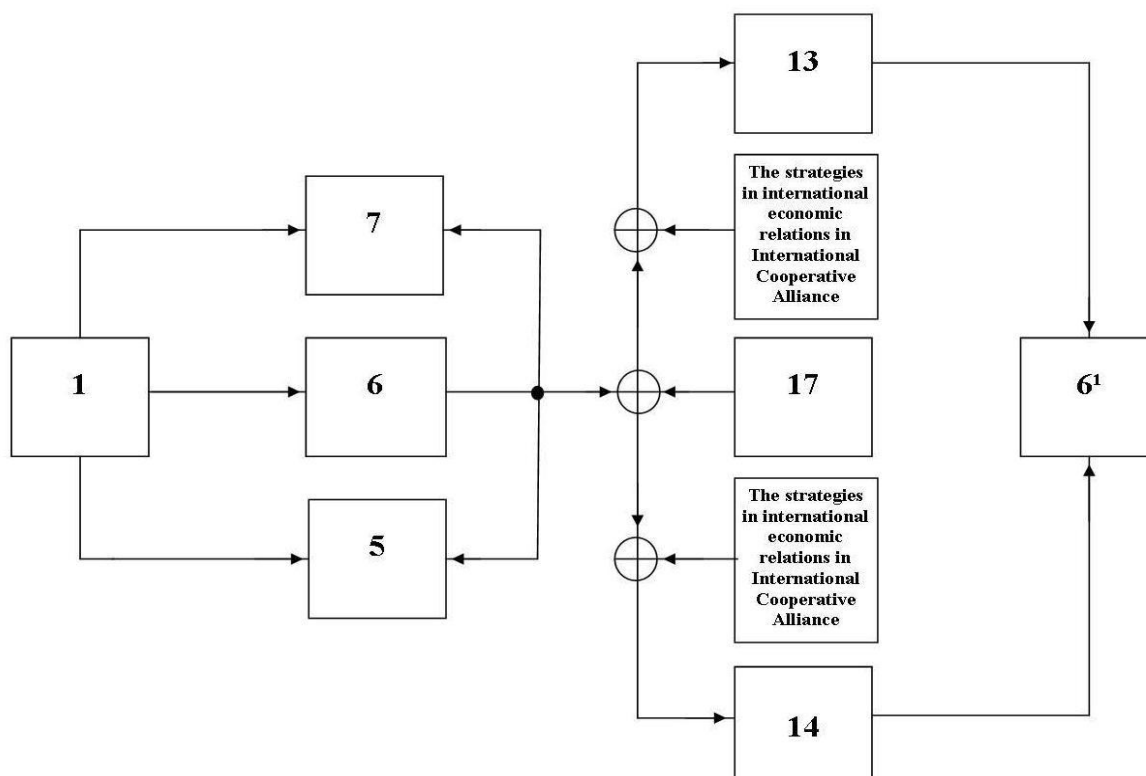 13
The strategies
in international
economic
relations in
International
Cooperative
Alliance
7
1
6
17
6¹
The strategies
in international
economic
relations in
International
Cooperative
Alliance
5
14